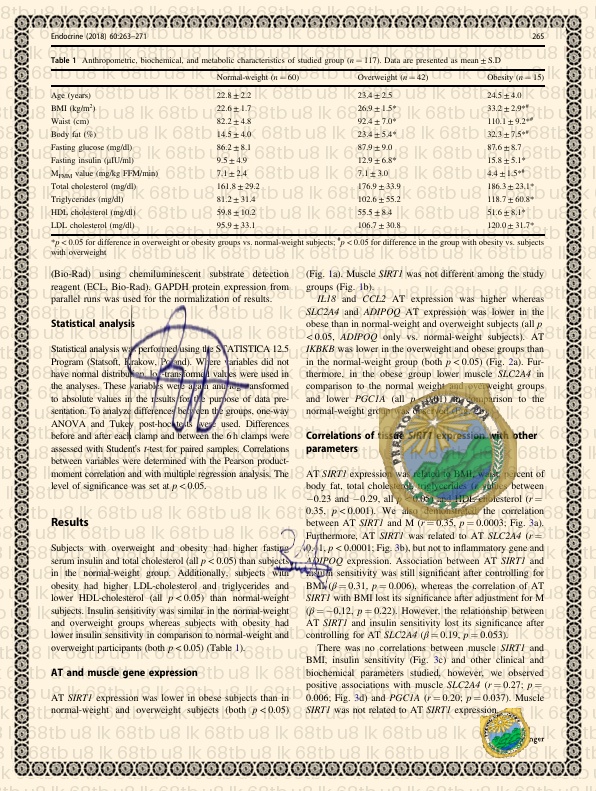 Endocrine (2018) 60:263–271 265
Table 1 Anthropometric, biochemical, and metabolic characteristics of studied group (n = 117). Data are presented as mean ± S.D
Normal-weight (n = 60) Overweight (n = 42) Obesity (n = 15)
Age (years) 22.8 ± 2.2 23.4 ± 2.5 24.5 ± 4.0
BMI (kg/m²) 22.6 ± 1.7 26.9 ± 1.5* 33.2 ± 2.9*#
Waist (cm) 82.2 ± 4.8 92.4 ± 7.0* 110.1 ± 9.2*#
Body fat (%) 14.5 ± 4.0 23.4 ± 5.4* 32.3 ± 7.5*#
Fasting glucose (mg/dl) 86.2 ± 8.1 87.9 ± 9.0 87.6 ± 8.7
Fasting insulin (μIU/ml) 9.5 ± 4.9 12.9 ± 6.8* 15.8 ± 5.1*
value (mg/kg FFM/min) 7.1 ± 2.4 7.1 ± 3.0 4.4 ± 1.5*#
Total cholesterol (mg/dl) 161.8 ± 29.2 176.9 ± 33.9 186.3 ± 23.1*
Triglycerides (mg/dl) 81.2 ± 31.4 102.6 ± 55.2 118.7 ± 60.8*
HDL cholesterol (mg/dl) 59.8 ± 10.2 55.5 ± 8.4 51.6 ± 8.1*
LDL cholesterol (mg/dl) 95.9 ± 33.1 106.7 ± 30.8 120.0 ± 31.7*
*p < 0.05 for difference in overweight or obesity groups vs. normal-weight subjects; #p < 0.05 for difference in the group with obesity vs. subjects
with overweight
(Bio-Rad) using chemiluminescent substrate detection
reagent (ECL, Bio-Rad). GAPDH protein expression from
parallel runs was used for the normalization of results.
Statistical analysis
Statistical analysis was performed using the STATISTICA 12.5
Program (Statsoft, Krakow, Poland). Where variables did not
have normal distribution, log-transformed values were used in
the analyses. These variables were again antilog-transformed
to absolute values in the results for the purpose of data pre-
sentation. To analyze differences between the groups, one-way
ANOVA and Tukey post-hoc tests were used. Differences
before and after each clamp and between the 6 h clamps were
assessed with Student's t-test for paired samples. Correlations
between variables were determined with the Pearson product-
moment correlation and with multiple regression analysis. The
level of significance was set at p < 0.05.
Results
Subjects with overweight and obesity had higher fasting
serum insulin and total cholesterol (all p < 0.05) than subjects
in the normal-weight group. Additionally, subjects with
obesity had higher LDL-cholesterol and triglycerides and
lower HDL-cholesterol (all p < 0.05) than normal-weight
subjects. Insulin sensitivity was similar in the normal-weight
and overweight groups whereas subjects with obesity had
lower insulin sensitivity in comparison to normal-weight and
overweight participants (both p < 0.05) (Table 1).
AT and muscle gene expression
AT SIRT1 expression was lower in obese subjects than in
normal-weight and overweight subjects (both p < 0.05)
(Fig. 1a). Muscle SIRT1 was not different among the study
groups (Fig. 1b).
IL18 and CCL2 AT expression was higher whereas
SLC2A4 and ADIPOQ AT expression was lower in the
obese than in normal-weight and overweight subjects (all p
< 0.05, ADIPOQ only vs. normal-weight subjects). AT
IKBKB was lower in the overweight and obese groups than
in the normal-weight group (both p < 0.05) (Fig. 2a). Fur-
thermore, in the obese group lower muscle SLC2A4 in
comparison to the normal weight and overweight groups
and lower PGC1A (all p < 0.05) in comparison to the
normal-weight group was observed
Correlations of tissue SIRT1 expression with other
parameters
AT SIRT1 expression was related to BMI, waist, percent of
body fat, total cholesterol, triglycerides (r values between
−0.23 and −0.29, all p < 0.05) and HDL-cholesterol (r =
0.35, p < 0.001). We also demonstrated the correlation
between AT SIRT1 and M (r = 0.35, p = 0.0003; Fig. 3a).
Furthermore, AT SIRT1 was related to AT SLC2A4 (r =
0.41, p < 0.0001; Fig. 3b), but not to inflammatory gene and
ADIPOQ expression. Association between AT SIRT1 and
insulin sensitivity was still significant after controlling for
BMI (β = 0.31, p = 0.006), whereas the correlation of AT
SIRT1 with BMI lost its significance after adjustment for M
(β = −0.12, p = 0.22). However, the relationship between
AT SIRT1 and insulin sensitivity lost its significance after
controlling for AT SLC2A4 (β = 0.19, p = 0.053).
There was no correlations between muscle SIRT1 and
BMI, insulin sensitivity (Fig. 3c) and other clinical and
biochemical parameters studied, however, we observed
positive associations with muscle SLC2A4 (r = 0.27; p =
0.006; Fig. 3d) and PGC1A (r = 0.20; p = 0.037). Muscle
SIRT1 was not related to AT SIRT1 expression.